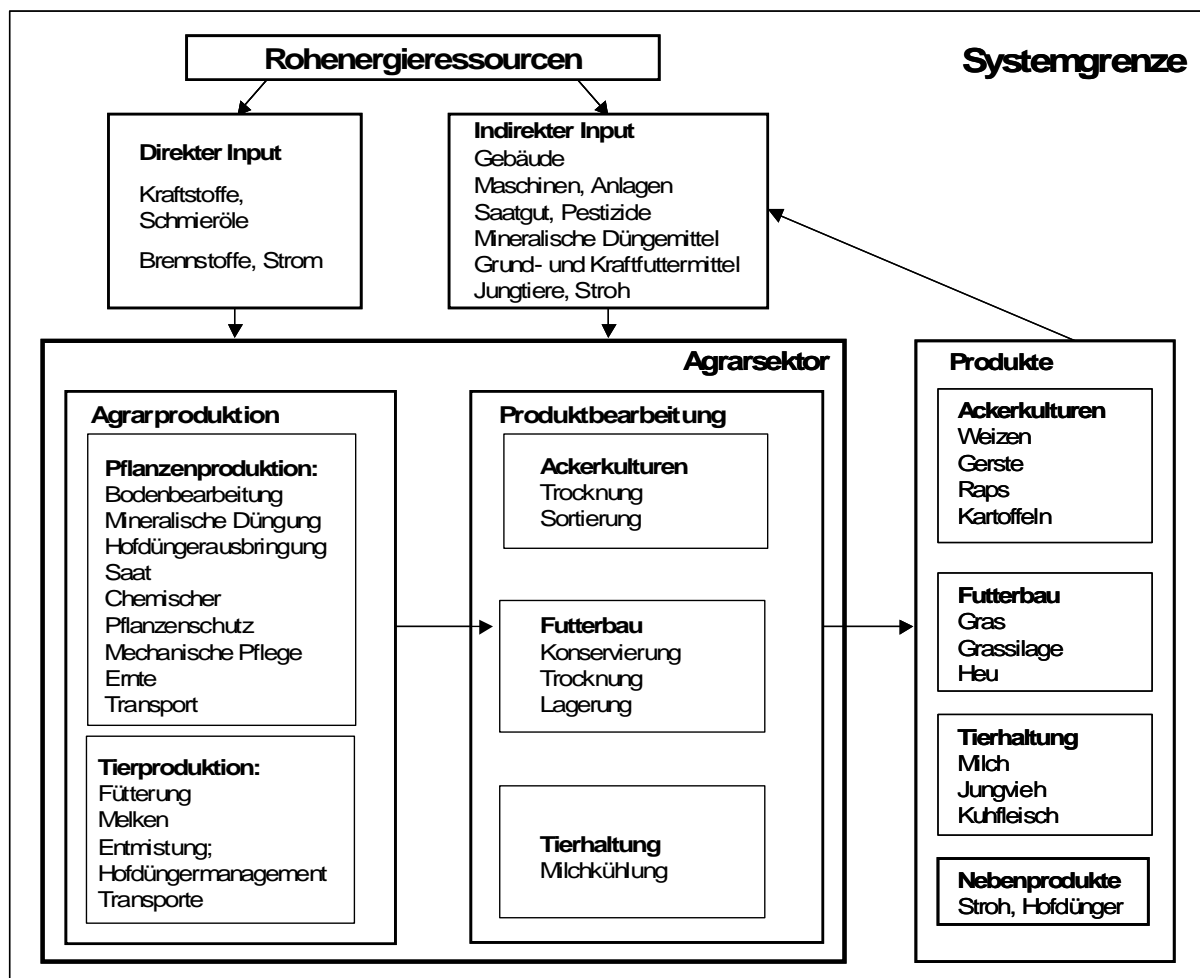 Rohenergieressourcen
Systemgrenze
Direkter Input
Kraftstoffe,
Schmieröle
Brennstoffe, Strom
Indirekter Input
Gebäude
Maschinen, Anlagen
Saatgut, Pestizide
Mineralische Düngemittel
Grund- und Kraftfuttermittel
Jungtiere, Stroh
Agrarsektor
Agrarproduktion
Pflanzenproduktion:
Bodenbearbeitung
Mineralische Düngung
Hofdüngerausbringung
Saat
Chemischer
Pflanzenschutz
Mechanische Pflege
Ernte
Transport
Tierproduktion:
Fütterung
Melken
Entmistung;
Hofdüngermanagement
Transporte
Produktbearbeitung
Ackerkulturen
Trocknung
Sortierung
Futterbau
Konservierung
Trocknung
Lagerung
Tierhaltung
Milchkühlung
Produkte
Ackerkulturen
Weizen
Gerste
Raps
Kartoffeln
Futterbau
Gras
Grassilage
Heu
Tierhaltung
Milch
Jungvieh
Kuhfleisch
Nebenprodukte
Stroh, Hofdünger